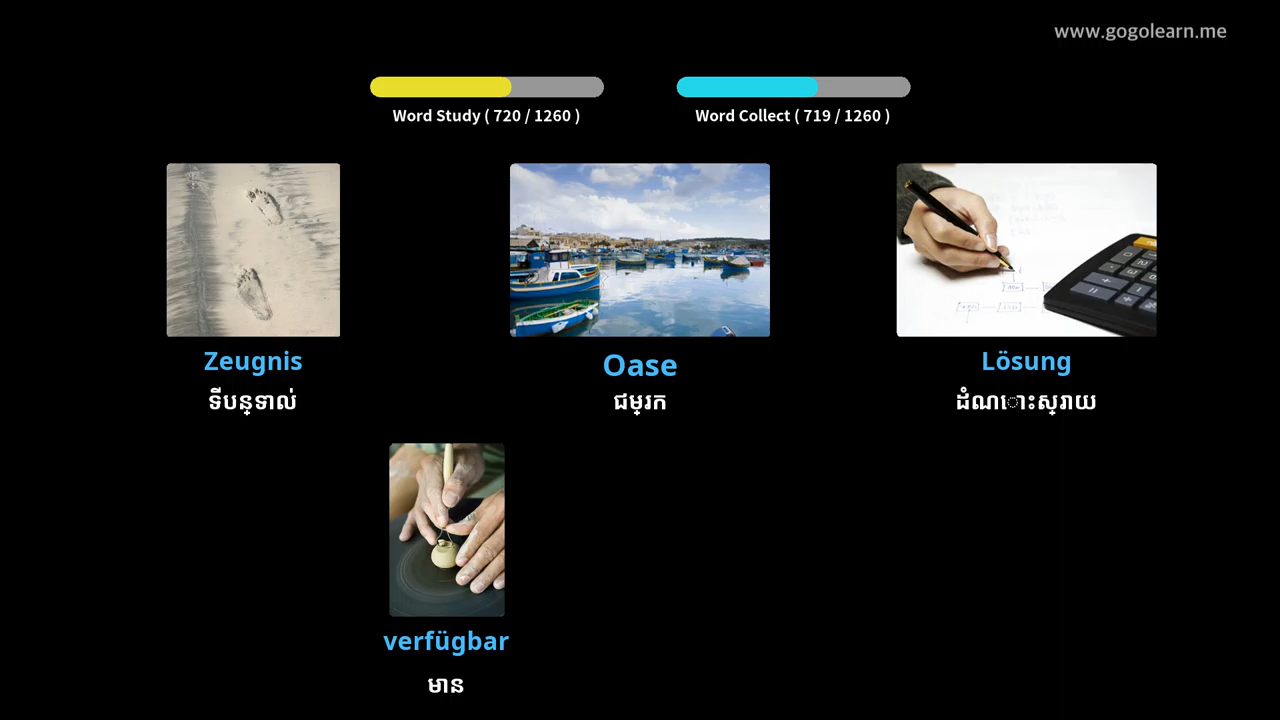 www.gogolearn.me
Word Study ( 720 / 1260 )
Word Collect ( 719 / 1260 )
Zeugnis
ទីបន្ទាល់
Oase
ជម្រក
Lösung
ដំណោះស្រាយ
verfügbar
មាន